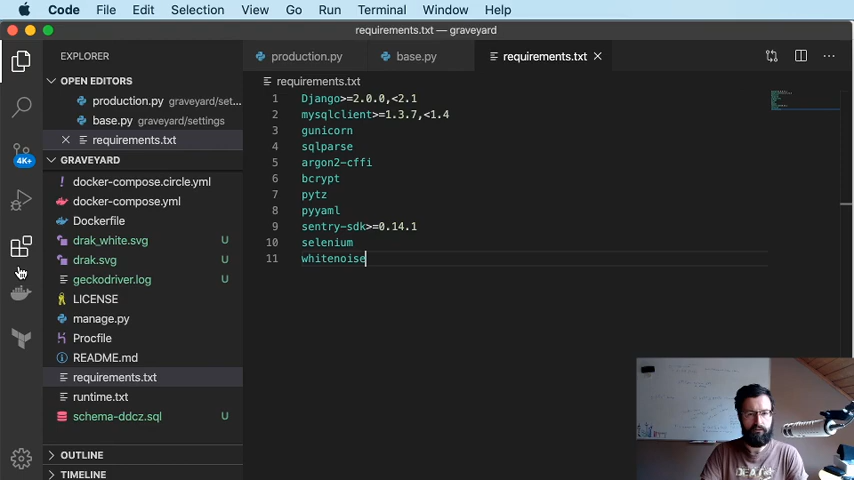 Code File Edit Selection View Go Run Terminal Window Help
requirements.txt — graveyard
EXPLORER
OPEN EDITORS
production.py graveyard/set...
base.py graveyard/settings
requirements.txt
GRAVEYARD
docker-compose.circle.yml
docker-compose.yml
Dockerfile
drak_white.svg U
drak.svg U
geckodriver.log U
LICENSE
manage.py
Procfile
README.md
requirements.txt
runtime.txt
schema-ddcz.sql U
OUTLINE
TIMELINE
4K+
production.py base.py requirements.txt
requirements.txt
1 Django>=2.0.0,<2.1
2 mysqlclient>=1.3.7,<1.4
3 gunicorn
4 sqlparse
5 argon2-cffi
6 bcrypt
7 pytz
8 pyyaml
9 sentry-sdk>=0.14.1
10 selenium
11 whitenoise